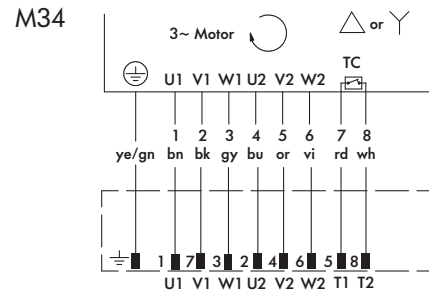 M34
3~ Motor
or
TC
U1 V1 W1 U2 V2 W2
1 2 3 4 5 6 7 8
ye/gn bn bk gy bu or vi rd wh
1 7 3 2 4 6 5 8
U1 V1 W1 U2 V2 W2 T1 T2